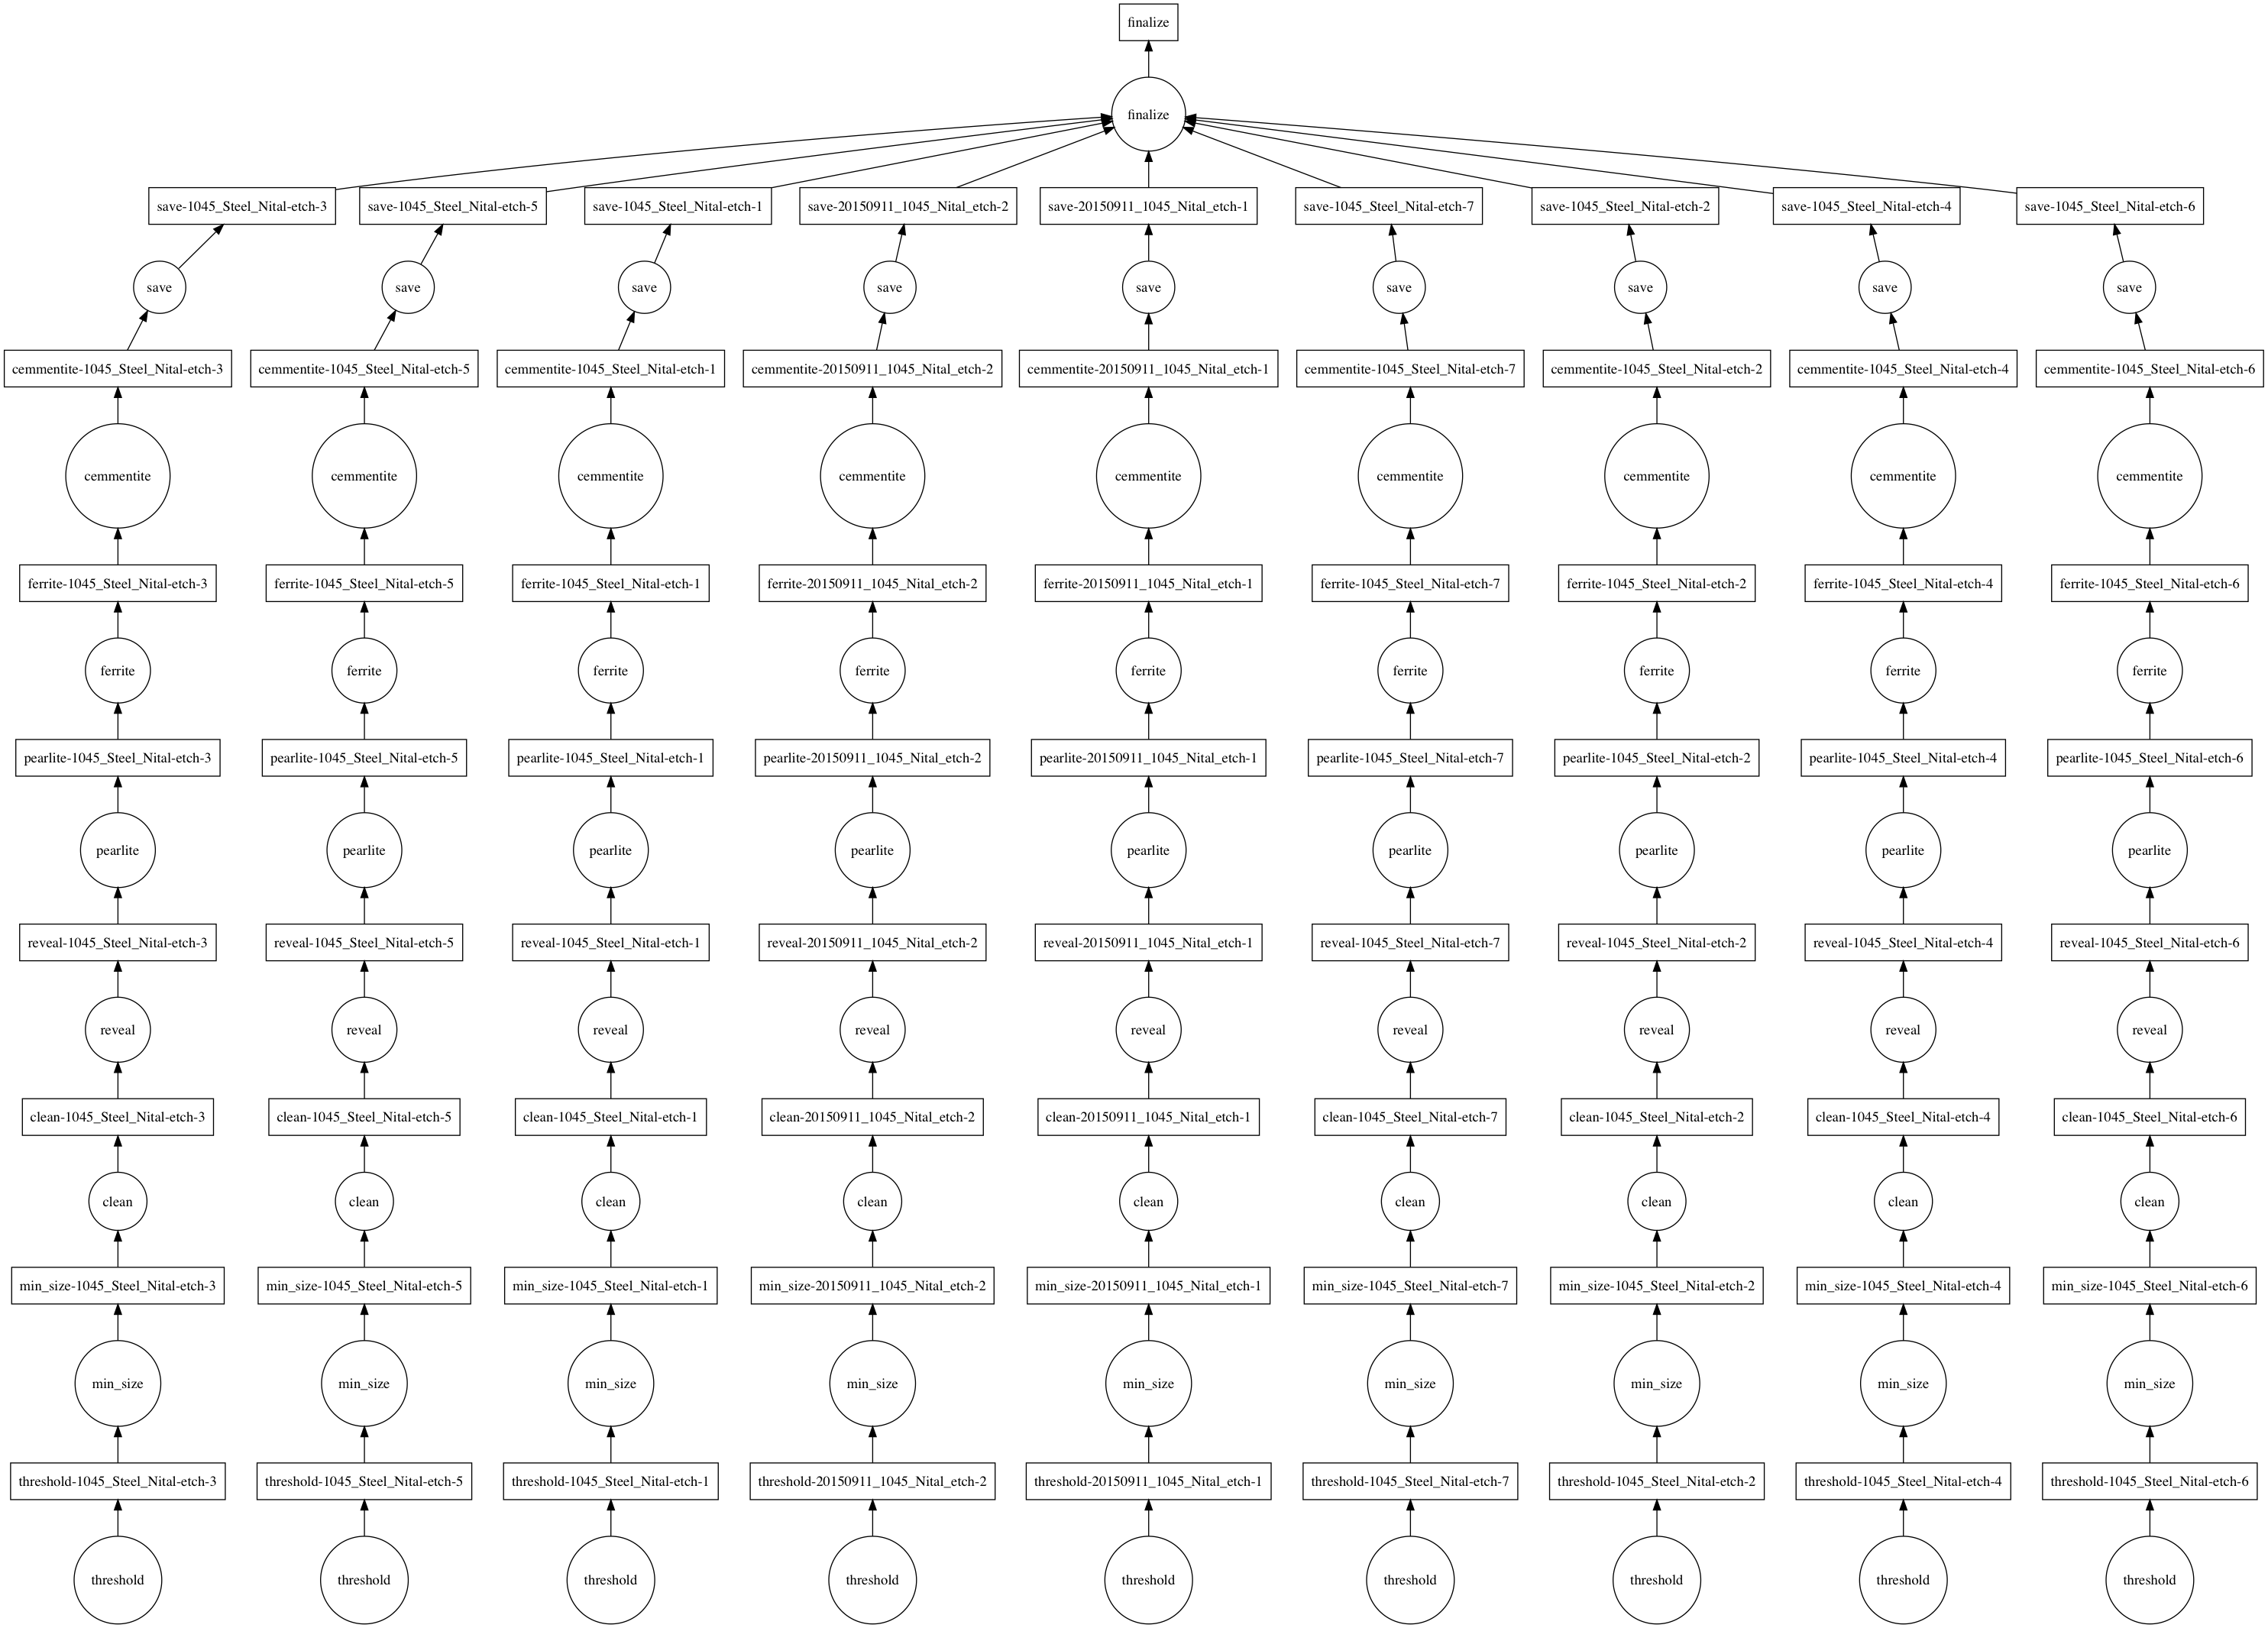 finalize
finalize
save-1045_Steel_Nital-etch-3 save-1045_Steel_Nital-etch-5 save-1045_Steel_Nital-etch-1 save-20150911_1045_Nital_etch-2 save-20150911_1045_Nital_etch-1 save-1045_Steel_Nital-etch-7 save-1045_Steel_Nital-etch-2 save-1045_Steel_Nital-etch-4 save-1045_Steel_Nital-etch-6
save save save save save save save save save
cemmentite-1045_Steel_Nital-etch-3 cemmentite-1045_Steel_Nital-etch-5 cemmentite-1045_Steel_Nital-etch-1 cemmentite-20150911_1045_Nital_etch-2 cemmentite-20150911_1045_Nital_etch-1 cemmentite-1045_Steel_Nital-etch-7 cemmentite-1045_Steel_Nital-etch-2 cemmentite-1045_Steel_Nital-etch-4 cemmentite-1045_Steel_Nital-etch-6
cemmentite cemmentite cemmentite cemmentite cemmentite cemmentite cemmentite cemmentite cemmentite
ferrite-1045_Steel_Nital-etch-3 ferrite-1045_Steel_Nital-etch-5 ferrite-1045_Steel_Nital-etch-1 ferrite-20150911_1045_Nital_etch-2 ferrite-20150911_1045_Nital_etch-1 ferrite-1045_Steel_Nital-etch-7 ferrite-1045_Steel_Nital-etch-2 ferrite-1045_Steel_Nital-etch-4 ferrite-1045_Steel_Nital-etch-6
ferrite ferrite ferrite ferrite ferrite ferrite ferrite ferrite ferrite
pearlite-1045_Steel_Nital-etch-3 pearlite-1045_Steel_Nital-etch-5 pearlite-1045_Steel_Nital-etch-1 pearlite-20150911_1045_Nital_etch-2 pearlite-20150911_1045_Nital_etch-1 pearlite-1045_Steel_Nital-etch-7 pearlite-1045_Steel_Nital-etch-2 pearlite-1045_Steel_Nital-etch-4 pearlite-1045_Steel_Nital-etch-6
pearlite pearlite pearlite pearlite pearlite pearlite pearlite pearlite pearlite
reveal-1045_Steel_Nital-etch-3 reveal-1045_Steel_Nital-etch-5 reveal-1045_Steel_Nital-etch-1 reveal-20150911_1045_Nital_etch-2 reveal-20150911_1045_Nital_etch-1 reveal-1045_Steel_Nital-etch-7 reveal-1045_Steel_Nital-etch-2 reveal-1045_Steel_Nital-etch-4 reveal-1045_Steel_Nital-etch-6
reveal reveal reveal reveal reveal reveal reveal reveal reveal
clean-1045_Steel_Nital-etch-3 clean-1045_Steel_Nital-etch-5 clean-1045_Steel_Nital-etch-1 clean-20150911_1045_Nital_etch-2 clean-20150911_1045_Nital_etch-1 clean-1045_Steel_Nital-etch-7 clean-1045_Steel_Nital-etch-2 clean-1045_Steel_Nital-etch-4 clean-1045_Steel_Nital-etch-6
clean clean clean clean clean clean clean clean clean
min_size-1045_Steel_Nital-etch-3 min_size-1045_Steel_Nital-etch-5 min_size-1045_Steel_Nital-etch-1 min_size-20150911_1045_Nital_etch-2 min_size-20150911_1045_Nital_etch-1 min_size-1045_Steel_Nital-etch-7 min_size-1045_Steel_Nital-etch-2 min_size-1045_Steel_Nital-etch-4 min_size-1045_Steel_Nital-etch-6
min_size min_size min_size min_size min_size min_size min_size min_size min_size
threshold-1045_Steel_Nital-etch-3 threshold-1045_Steel_Nital-etch-5 threshold-1045_Steel_Nital-etch-1 threshold-20150911_1045_Nital_etch-2 threshold-20150911_1045_Nital_etch-1 threshold-1045_Steel_Nital-etch-7 threshold-1045_Steel_Nital-etch-2 threshold-1045_Steel_Nital-etch-4 threshold-1045_Steel_Nital-etch-6
threshold threshold threshold threshold threshold threshold threshold threshold threshold